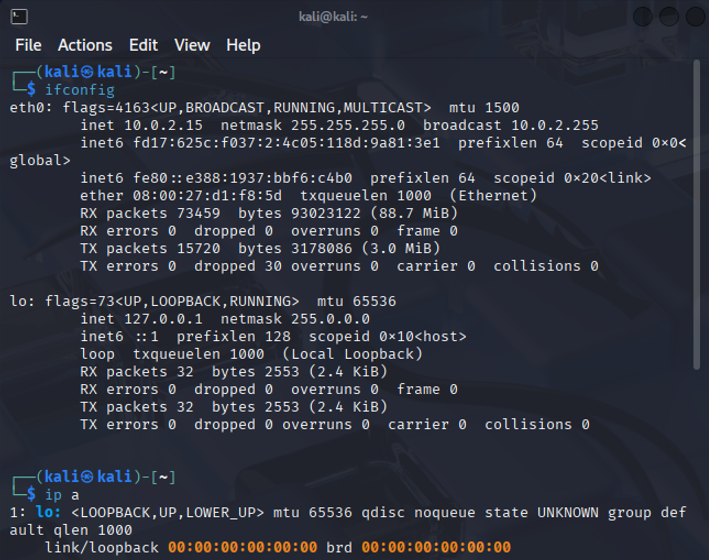 kali@kali: ~
File Actions Edit View Help
┌──(kali㉿kali)-[~]
└─$ ifconfig
eth0: flags=4163<UP,BROADCAST,RUNNING,MULTICAST>  mtu 1500
        inet 10.0.2.15  netmask 255.255.255.0  broadcast 10.0.2.255
        inet6 fd17:625c:f037:2:4c05:118d:9a81:3e1  prefixlen 64  scopeid 0x0<
global>
        inet6 fe80::e388:1937:bbf6:c4b0  prefixlen 64  scopeid 0x20<link>
        ether 08:00:27:d1:f8:5d  txqueuelen 1000  (Ethernet)
        RX packets 73459  bytes 93023122 (88.7 MiB)
        RX errors 0  dropped 0  overruns 0  frame 0
        TX packets 15720  bytes 3178086 (3.0 MiB)
        TX errors 0  dropped 30 overruns 0  carrier 0  collisions 0
lo: flags=73<UP,LOOPBACK,RUNNING>  mtu 65536
        inet 127.0.0.1  netmask 255.0.0.0
        inet6 ::1  prefixlen 128  scopeid 0x10<host>
        loop  txqueuelen 1000  (Local Loopback)
        RX packets 32  bytes 2553 (2.4 KiB)
        RX errors 0  dropped 0  overruns 0  frame 0
        TX packets 32  bytes 2553 (2.4 KiB)
        TX errors 0  dropped 0 overruns 0  carrier 0  collisions 0
┌──(kali㉿kali)-[~]
└─$ ip a
1: lo: <LOOPBACK,UP,LOWER_UP> mtu 65536 qdisc noqueue state UNKNOWN group def
ault qlen 1000
    link/loopback 00:00:00:00:00:00 brd 00:00:00:00:00:00